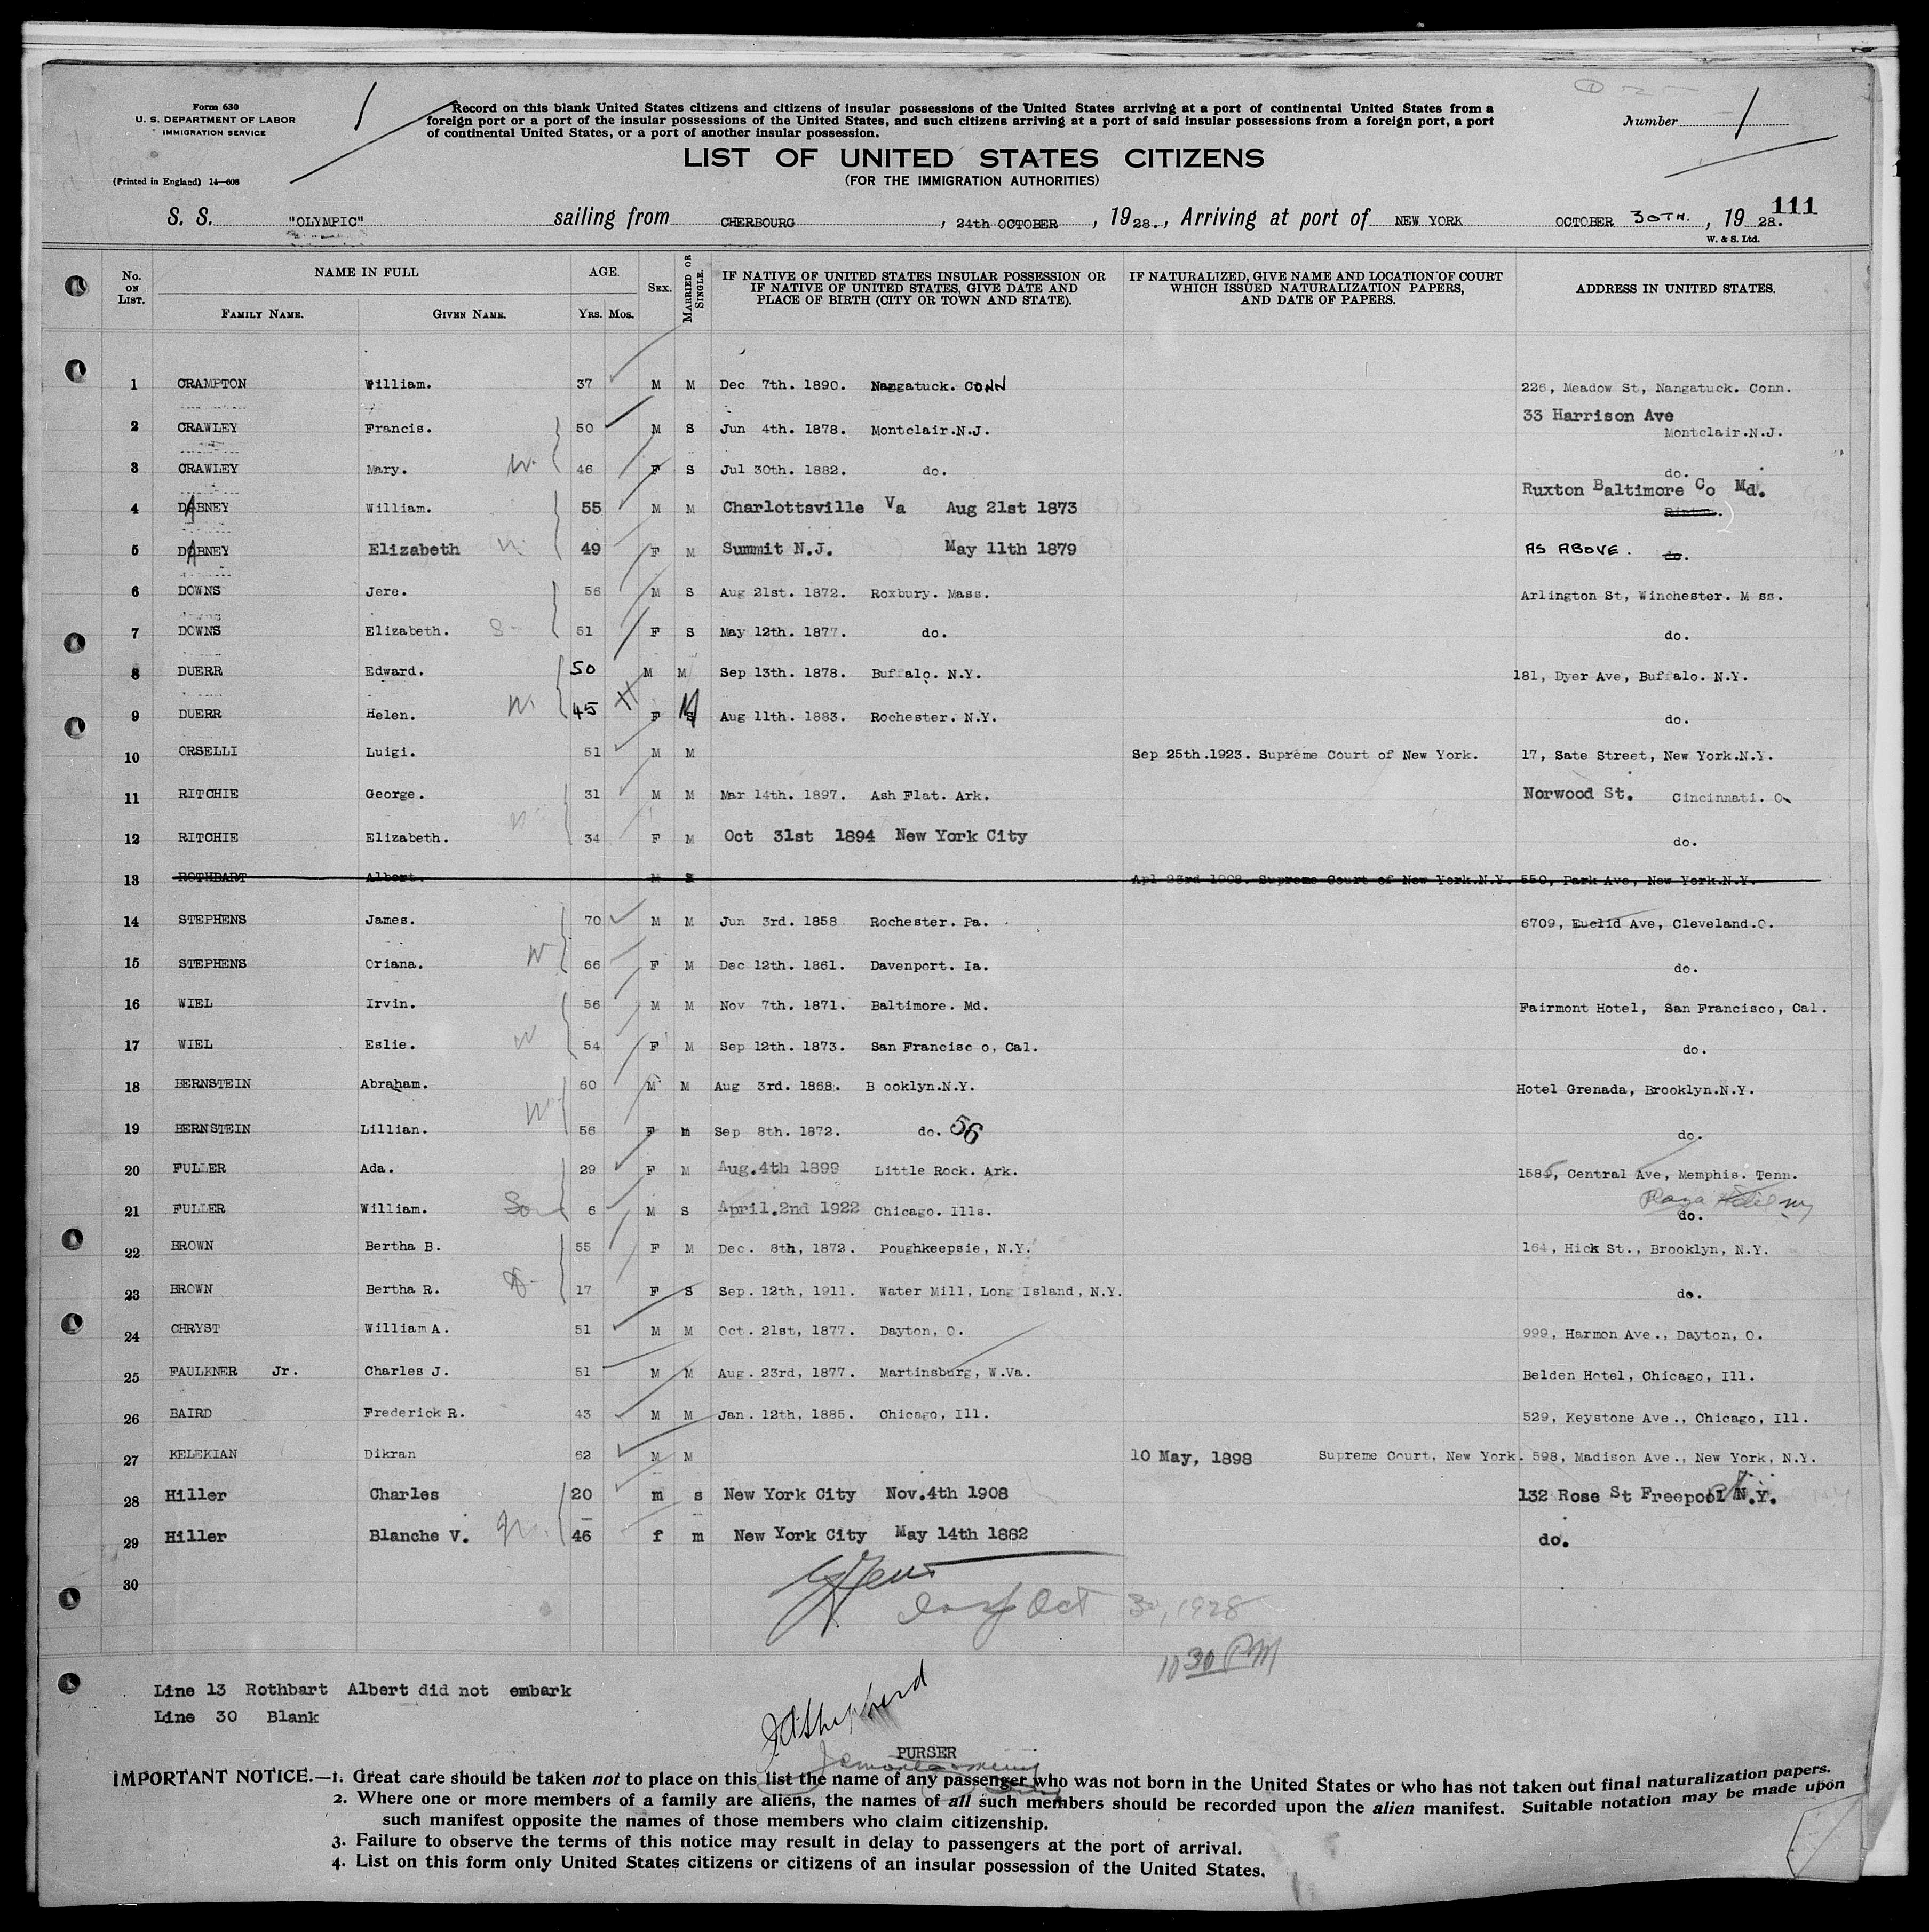 Form 630
U. S. DEPARTMENT OF LABOR
IMMIGRATION SERVICE
(Printed in England) 14—608
1
Record on this blank United States citizens and citizens of insular possessions of the United States arriving at a port of continental United States from a
foreign port or a port of the insular possessions of the United States, and such citizens arriving at a port of said insular possessions from a foreign port, a port
of continental United States, or a port of another insular possession.
Number 1
LIST OF UNITED STATES CITIZENS
(FOR THE IMMIGRATION AUTHORITIES)
111
S. S. "OLYMPIC" sailing from CHERBOURG, 24th OCTOBER, 1928., Arriving at port of NEW YORK OCTOBER 30TH., 1928.
W. & S. Ltd.
No. ON LIST. NAME IN FULL AGE. SEX. MARRIED OR SINGLE. IF NATIVE OF UNITED STATES INSULAR POSSESSION OR IF NATIVE OF UNITED STATES, GIVE DATE AND PLACE OF BIRTH (CITY OR TOWN AND STATE). IF NATURALIZED, GIVE NAME AND LOCATION OF COURT WHICH ISSUED NATURALIZATION PAPERS, AND DATE OF PAPERS. ADDRESS IN UNITED STATES.
FAMILY NAME. GIVEN NAME. YRS. MOS.
1 CRAMPTON William. 37 M M Dec 7th. 1890. Nangatuck. CONN 226, Meadow St, Nangatuck. Conn.
2 CRAWLEY Francis. 50 M S Jun 4th. 1878. Montclair.N.J. 33 Harrison Ave Montclair.N.J.
3 CRAWLEY Mary. W. 46 F S Jul 30th. 1882. do. do.
4 DABNEY William. 55 M M Charlottsville Va Aug 21st 1873 Ruxton Baltimore Co Md.
5 DABNEY Elizabeth W. 49 F M Summit N.J. May 11th 1879 AS ABOVE. do.
6 DOWNS Jere. 56 M S Aug 21st. 1872. Roxbury. Mass. Arlington St, Winchester. M ss.
7 DOWNS Elizabeth. S 51 F S May 12th. 1877. do. do.
8 DUERR Edward. 50 M M Sep 13th. 1878. Buffalo. N.Y. 181, Dyer Ave, Buffalo. N.Y.
9 DUERR Helen. W. 45 F M Aug 11th. 1883. Rochester. N.Y. do.
10 ORSELLI Luigi. 51 M M Sep 25th.1923. Supreme Court of New York. 17, Sate Street, New York.N.Y.
11 RITCHIE George. 31 M M Mar 14th. 1897. Ash Flat. Ark. Norwood St. Cincinnati. O.
12 RITCHIE Elizabeth. W 34 F M Oct 31st 1894 New York City do.
13 ROTHBART Albert. M Apl 23rd 1908. Supreme Court of New York.N.Y. 550, Park Ave, New York.N.Y.
14 STEPHENS James. 70 M M Jun 3rd. 1858 Rochester. Pa. 6709, Euclid Ave, Cleveland.O.
15 STEPHENS Oriana. W 66 F M Dec 12th. 1861. Davenport. Ia. do.
16 WIEL Irvin. 56 M M Nov 7th. 1871. Baltimore. Md. Fairmont Hotel, San Francisco, Cal.
17 WIEL Eslie. W 54 F M Sep 12th. 1873. San Francisc o, Cal. do.
18 BERNSTEIN Abraham. 60 M M Aug 3rd. 1868. B ooklyn.N.Y. Hotel Grenada, Brooklyn.N.Y.
19 BERNSTEIN Lillian. W 56 F m Sep 8th. 1872. do. 56 do.
20 FULLER Ada. 29 F M Aug.4th 1899 Little Rock. Ark. 1585, Central Ave, Memphis. Tenn.
21 FULLER William. Son 6 M S April.2nd 1922 Chicago. Ills. Plaza Hotel NY do.
22 BROWN Bertha B. 55 F M Dec. 8th, 1872. Poughkeepsie, N.Y. 164, Hick St., Brooklyn, N.Y.
23 BROWN Bertha R. D 17 F S Sep. 12th, 1911. Water Mill, Long Island, N.Y. do.
24 CHRYST William A. 51 M M Oct. 21st, 1877. Dayton, O. 999, Harmon Ave., Dayton, O.
25 FAULKNER Jr. Charles J. 51 M M Aug. 23rd, 1877. Martinsburg, W.Va. Belden Hotel, Chicago, Ill.
26 BAIRD Frederick R. 43 M M Jan. 12th, 1885. Chicago, Ill. 529, Keystone Ave., Chicago, Ill.
27 KELEKIAN Dikran 62 M M 10 May, 1898 Supreme Court, New York. 598, Madison Ave., New York, N.Y.
28 Hiller Charles 20 m s New York City Nov.4th 1908 132 Rose St Freepool N.Y.
29 Hiller Blanche V. 46 f m New York City May 14th 1882 do.
30
Oct 30, 1928
10 30 PM
Line 13 Rothbart Albert did not embark
Line 30 Blank
PURSER
IMPORTANT NOTICE.—1. Great care should be taken not to place on this list the name of any passenger who was not born in the United States or who has not taken out final naturalization papers.
2. Where one or more members of a family are aliens, the names of all such members should be recorded upon the alien manifest. Suitable notation may be made upon
such manifest opposite the names of those members who claim citizenship.
3. Failure to observe the terms of this notice may result in delay to passengers at the port of arrival.
4. List on this form only United States citizens or citizens of an insular possession of the United States.